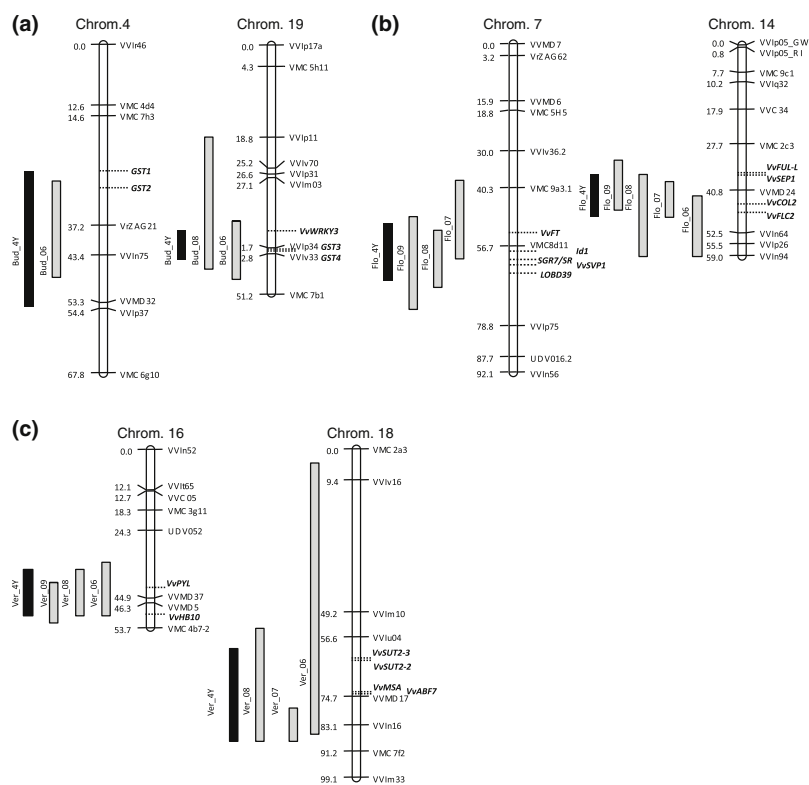 (a)
Chrom.4
0.0 VVIr46
12.6 VMC 4d4
14.6 VMC 7h3
GST1
GST2
37.2 VrZAG21
43.4 VVIn75
53.3 VVMD 32
54.4 VVIp37
67.8 VMC 6g10
Bud_4Y
Bud_06
Chrom. 19
0.0 VVIp17a
4.3 VMC 5h11
18.8 VVIp11
25.2 VVIv70
26.6 VVIp31
27.1 VVIm03
VvWRKY3
1.7 VVIp34 GST3
2.8 VVIv33 GST4
51.2 VMC 7b1
Bud_4Y
Bud_08
Bud_06
(b)
Chrom. 7
0.0 VVMD7
3.2 VrZAG62
15.9 VVMD6
18.8 VMC 5H5
30.0 VVIv36.2
40.3 VMC 9a3.1
VvFT
56.7 VMC8d11
Id1
SGR7/SR
VvSVP1
LOBD39
78.8 VVIp75
87.7 UDV016.2
92.1 VVIn56
Flo_4Y
Flo_09
Flo_08
Flo_07
Chrom. 14
0.0 VVIp05_GW
0.8 VVIp05_RI
7.7 VMC 9c1
10.2 VVIq32
17.9 VVC 34
27.7 VMC 2c3
VvFUL-L
VvSEP1
40.8 VVMD24
VvCOL2
VvFLC2
52.5 VVIn64
55.5 VVIp26
59.0 VVIn94
Flo_4Y
Flo_09
Flo_08
Flo_07
Flo_06
(c)
Chrom. 16
0.0 VVIn52
12.1 VVIt65
12.7 VVC 05
18.3 VMC 3g11
24.3 UDV052
VvPYL
44.9 VVMD37
46.3 VVMD5
VvHB10
53.7 VMC 4b7-2
Ver_4Y
Ver_09
Ver_08
Ver_06
Chrom. 18
0.0 VMC 2a3
9.4 VVIv16
49.2 VVIm10
56.6 VVIu04
VvSUT2-3
VvSUT2-2
VvMSA VvABF7
74.7 VVMD17
83.1 VVIn16
91.2 VMC 7f2
99.1 VVIm33
Ver_4Y
Ver_08
Ver_07
Ver_06